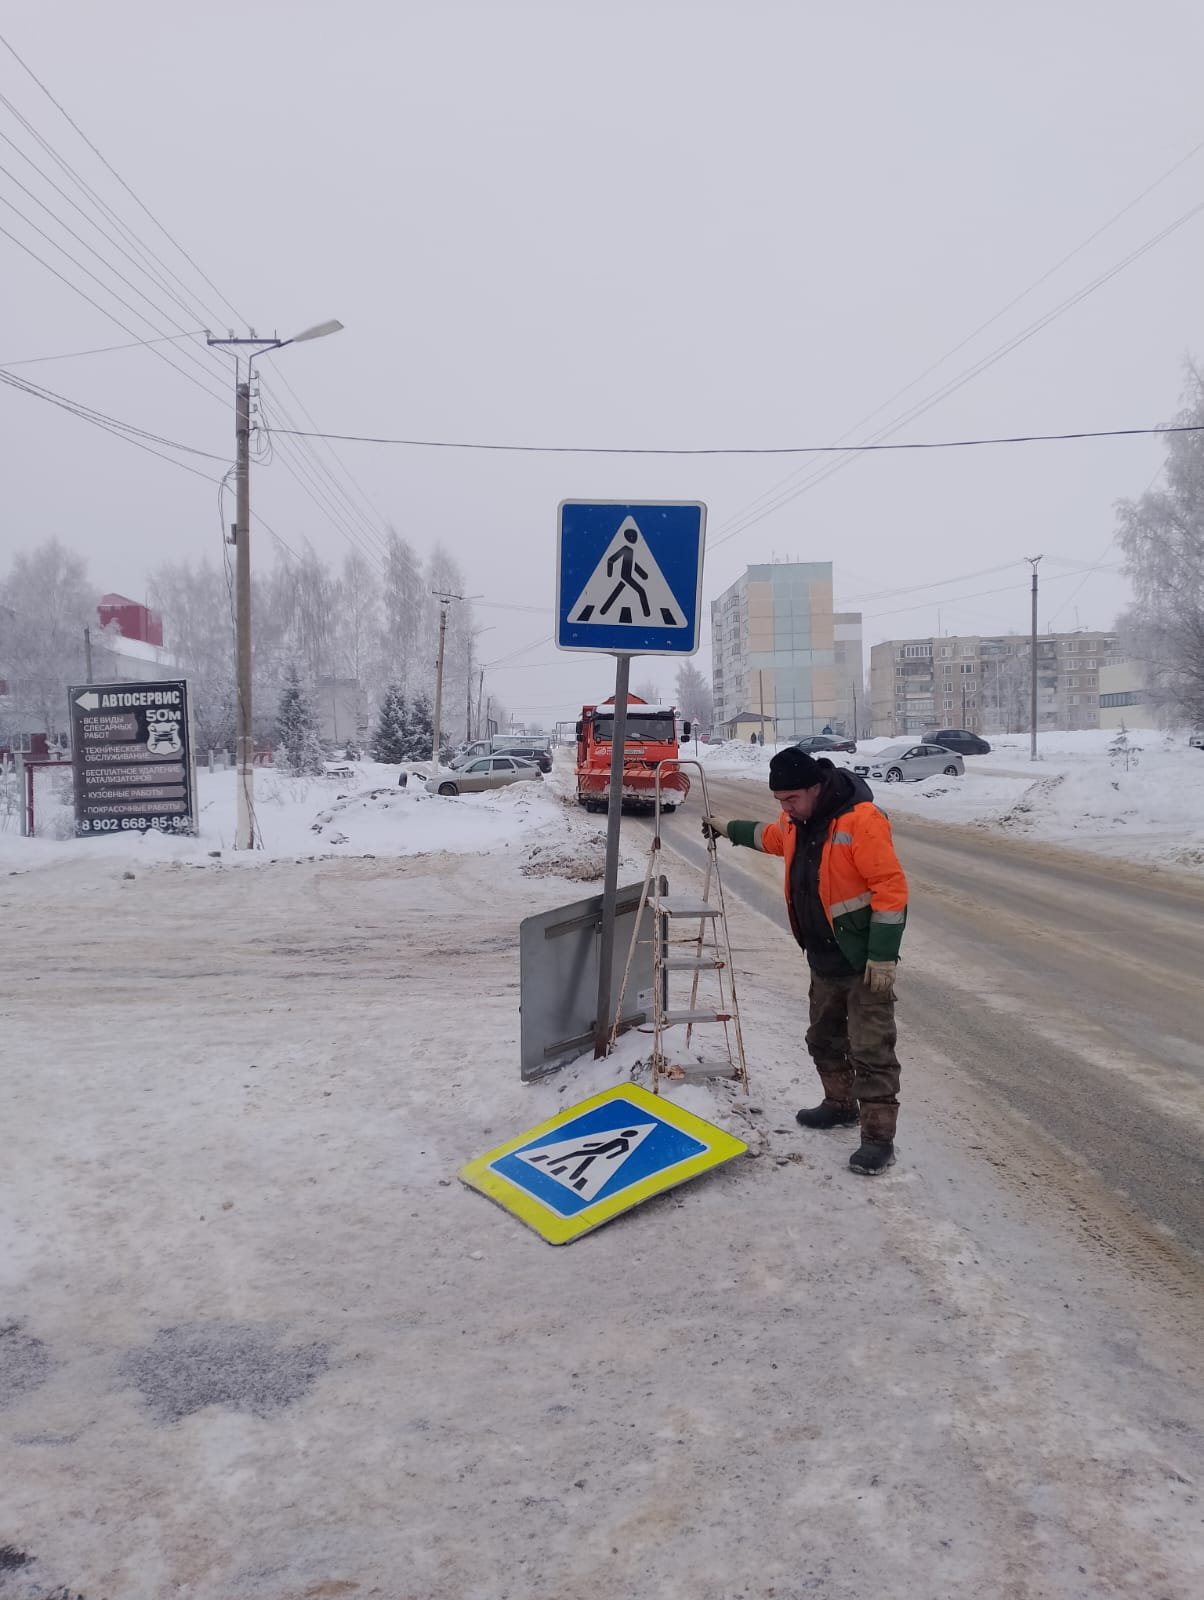 АВТОСЕРВИС
50м
• ВСЕ ВИДЫ
СЛЕСАРНЫХ
РАБОТ
• ТЕХНИЧЕСКОЕ
ОБСЛУЖИВАНИЕ
• БЕСПЛАТНОЕ УДАЛЕНИЕ
КАТАЛИЗАТОРОВ
• КУЗОВНЫЕ РАБОТЫ
• ПОКРАСОЧНЫЕ РАБОТЫ
8 902 668-85-84